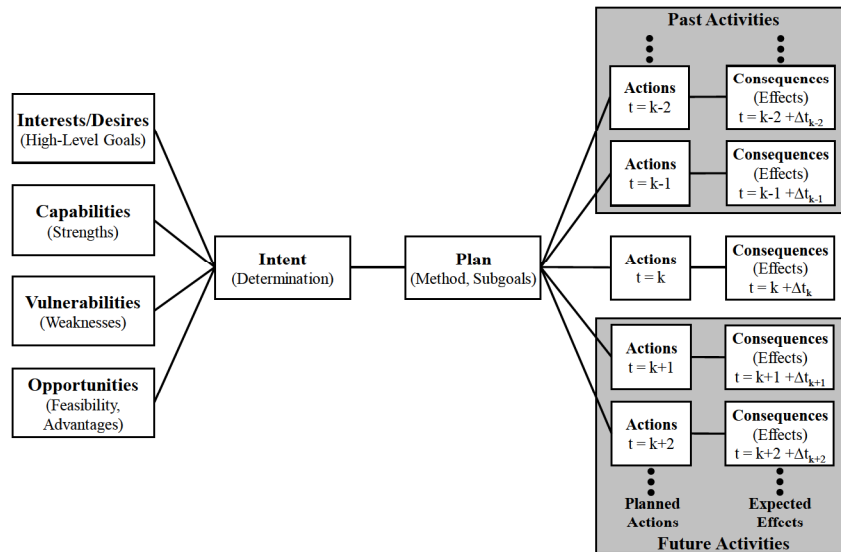 Past Activities
Actions
t = k-2
Consequences
(Effects)
t = k-2 +Δtk-2
Interests/Desires
(High-Level Goals)
Actions
t = k-1
Consequences
(Effects)
t = k-1 +Δtk-1
Capabilities
(Strengths)
Intent
(Determination)
Plan
(Method, Subgoals)
Actions
t = k
Consequences
(Effects)
t = k +Δtk
Vulnerabilities
(Weaknesses)
Actions
t = k+1
Consequences
(Effects)
t = k+1 +Δtk+1
Opportunities
(Feasibility,
Advantages)
Actions
t = k+2
Consequences
(Effects)
t = k+2 +Δtk+2
Planned
Actions
Expected
Effects
Future Activities